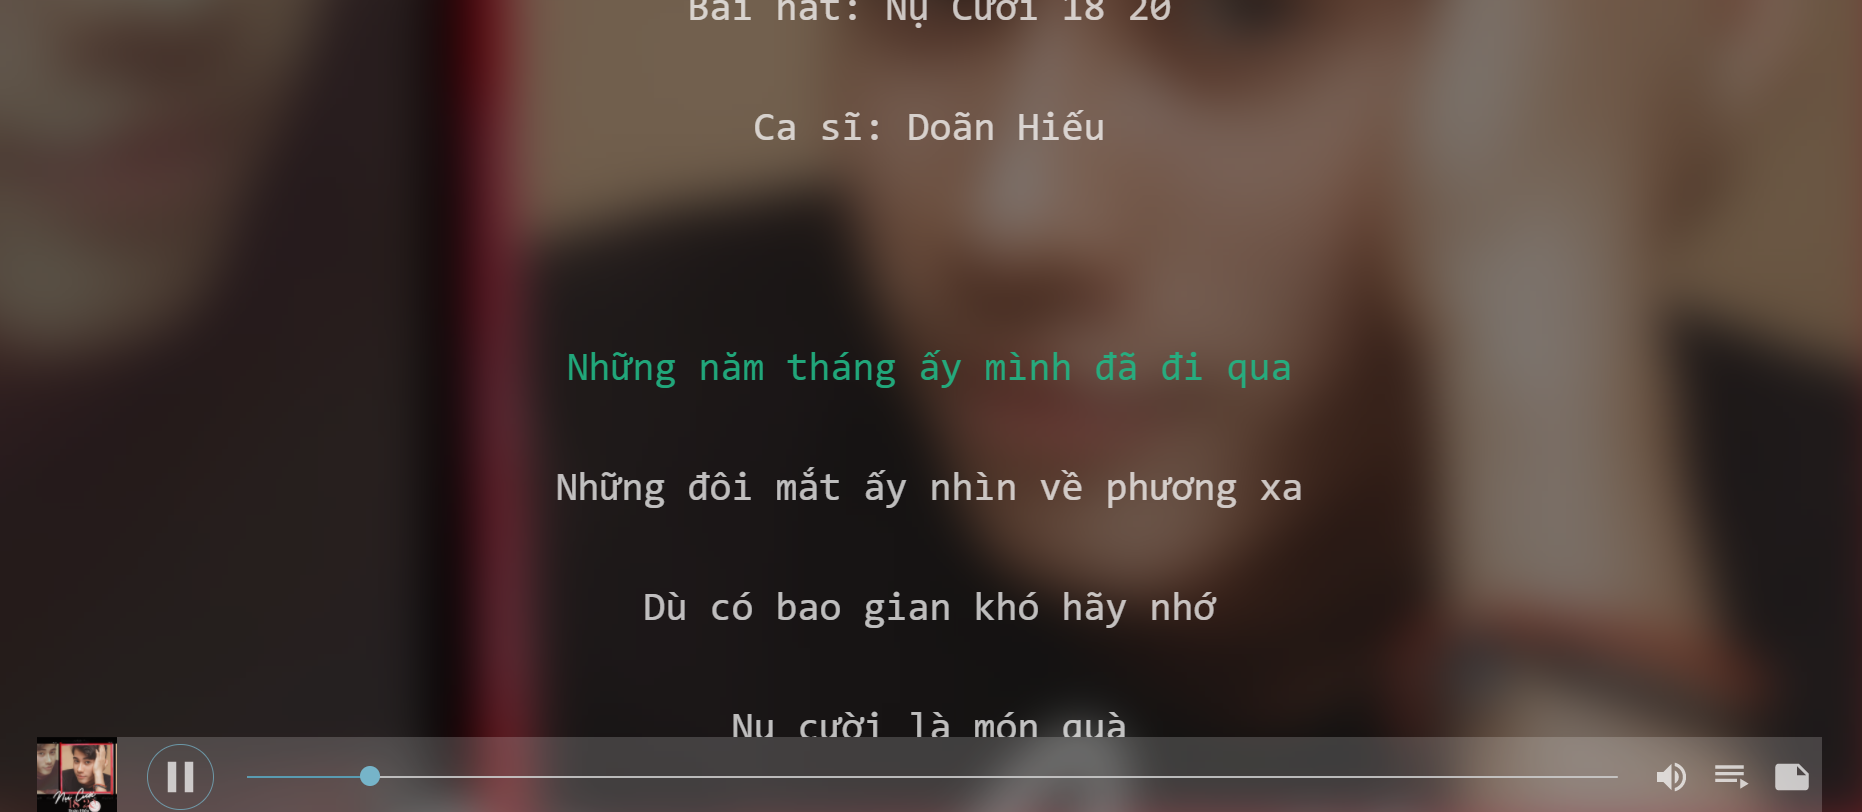 Bài hát: Nụ Cười 18 20
Ca sĩ: Doãn Hiếu
Những năm tháng ấy mình đã đi qua
Những đôi mắt ấy nhìn về phương xa
Dù có bao gian khó hãy nhớ
Nụ cười là món quà